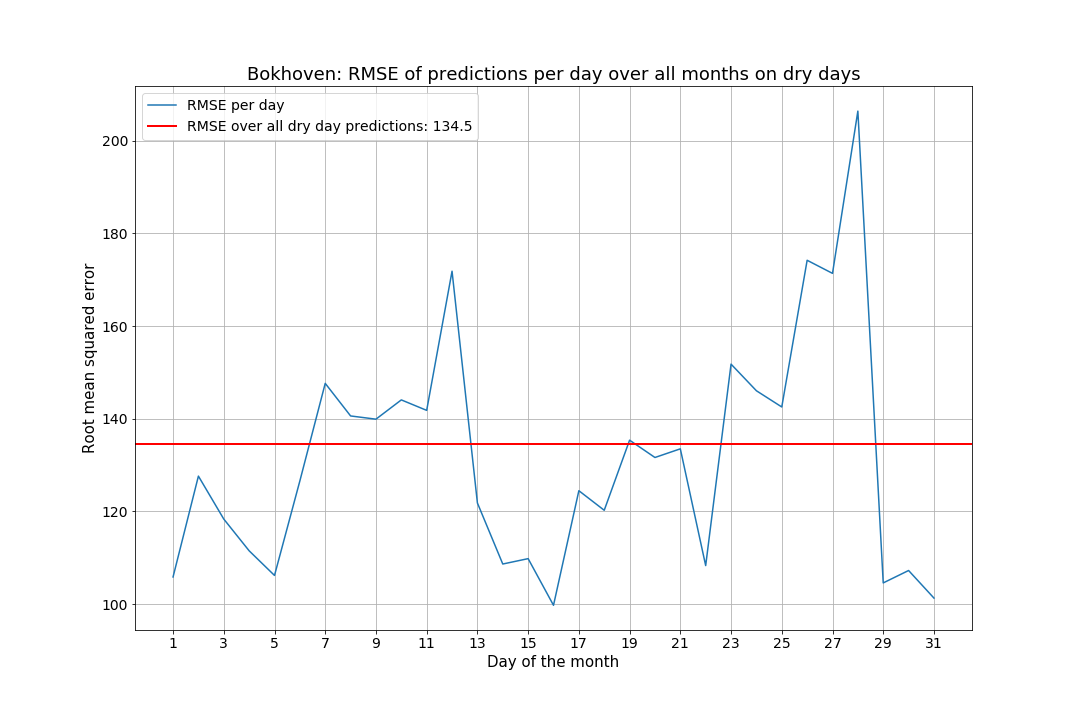 Bokhoven: RMSE of predictions per day over all months on dry days
RMSE per day
RMSE over all dry day predictions: 134.5
Root mean squared error
200
180
160
140
120
100
1 3 5 7 9 11 13 15 17 19 21 23 25 27 29 31
Day of the month